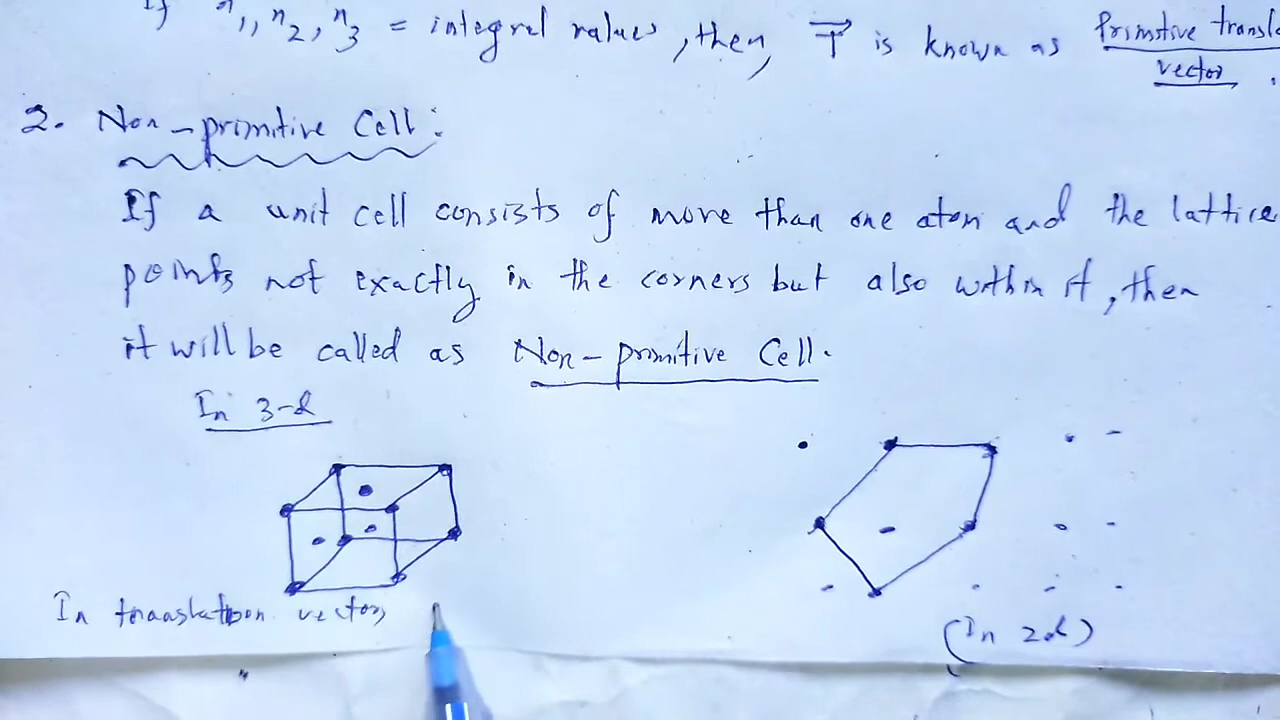 If n1, n2, n3 = integral values, then, T is known as Primitive transl
vector.
2. Non-primitive Cell:
If a unit cell consists of more than one atom and the lattice
points not exactly in the corners but also within it, then
it will be called as Non-primitive Cell.
In 3-d
(In 2d)
In translation vectors